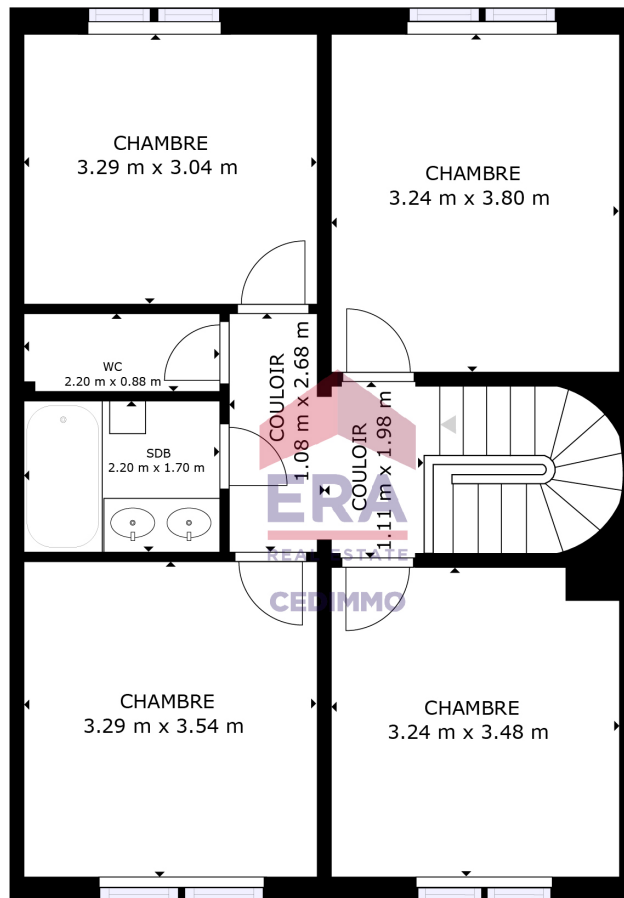 CHAMBRE
3.29 m x 3.04 m
CHAMBRE
3.24 m x 3.80 m
WC
2.20 m x 0.88 m
COULOIR
1.08 m x 2.68 m
COULOIR
1.11 m x 1.98 m
SDB
2.20 m x 1.70 m
ERA
REAL ESTATE
CEDIMMO
CHAMBRE
3.29 m x 3.54 m
CHAMBRE
3.24 m x 3.48 m